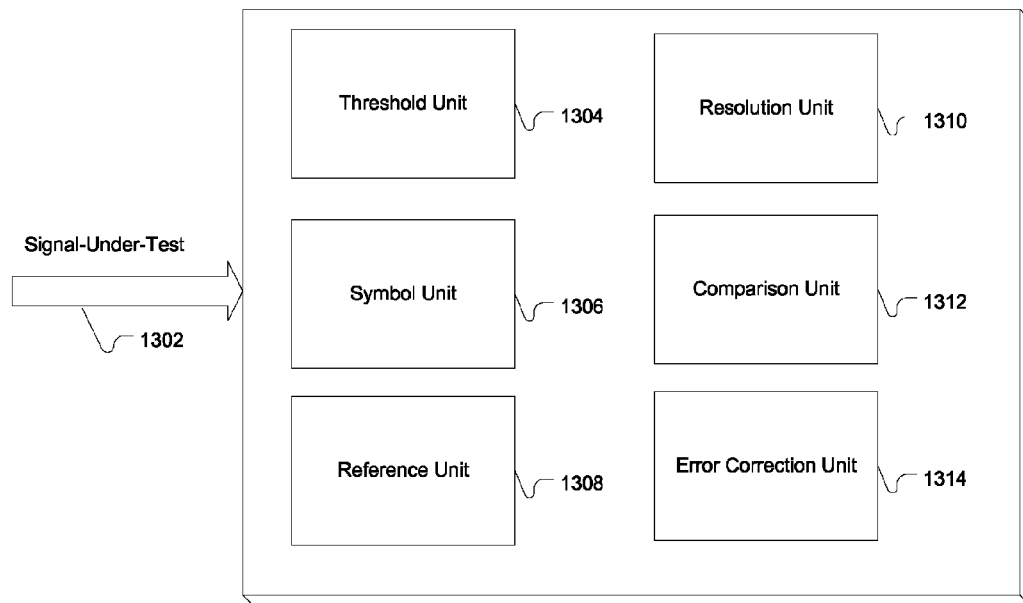 Threshold Unit
1304
Resolution Unit
1310
Signal-Under-Test
1302
Symbol Unit
1306
Comparison Unit
1312
Reference Unit
1308
Error Correction Unit
1314